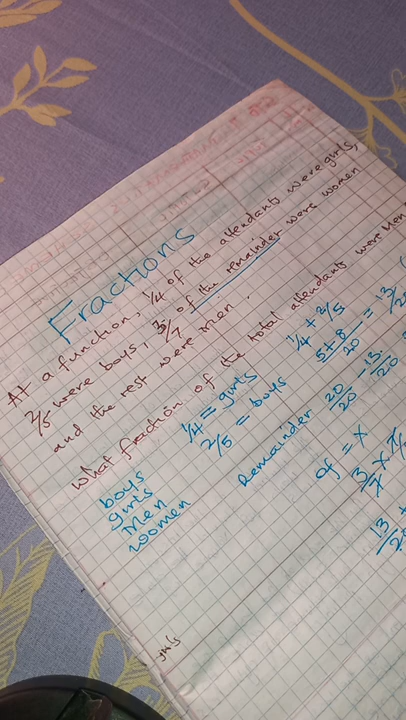 Fractions
At a function, 1/4 of the attendants were girls,
2/5 were boys, 3/7 of the remainder were women
and the rest were men.
What fraction of the total attendants were Men
1/4 = girls
2/5 = boys
boys
girls
Men
women
1/4 + 2/5
5+8/20 = 13/20
Remainder 20/20 - 13/20
of = X
3/7 x 7/
13/20 +